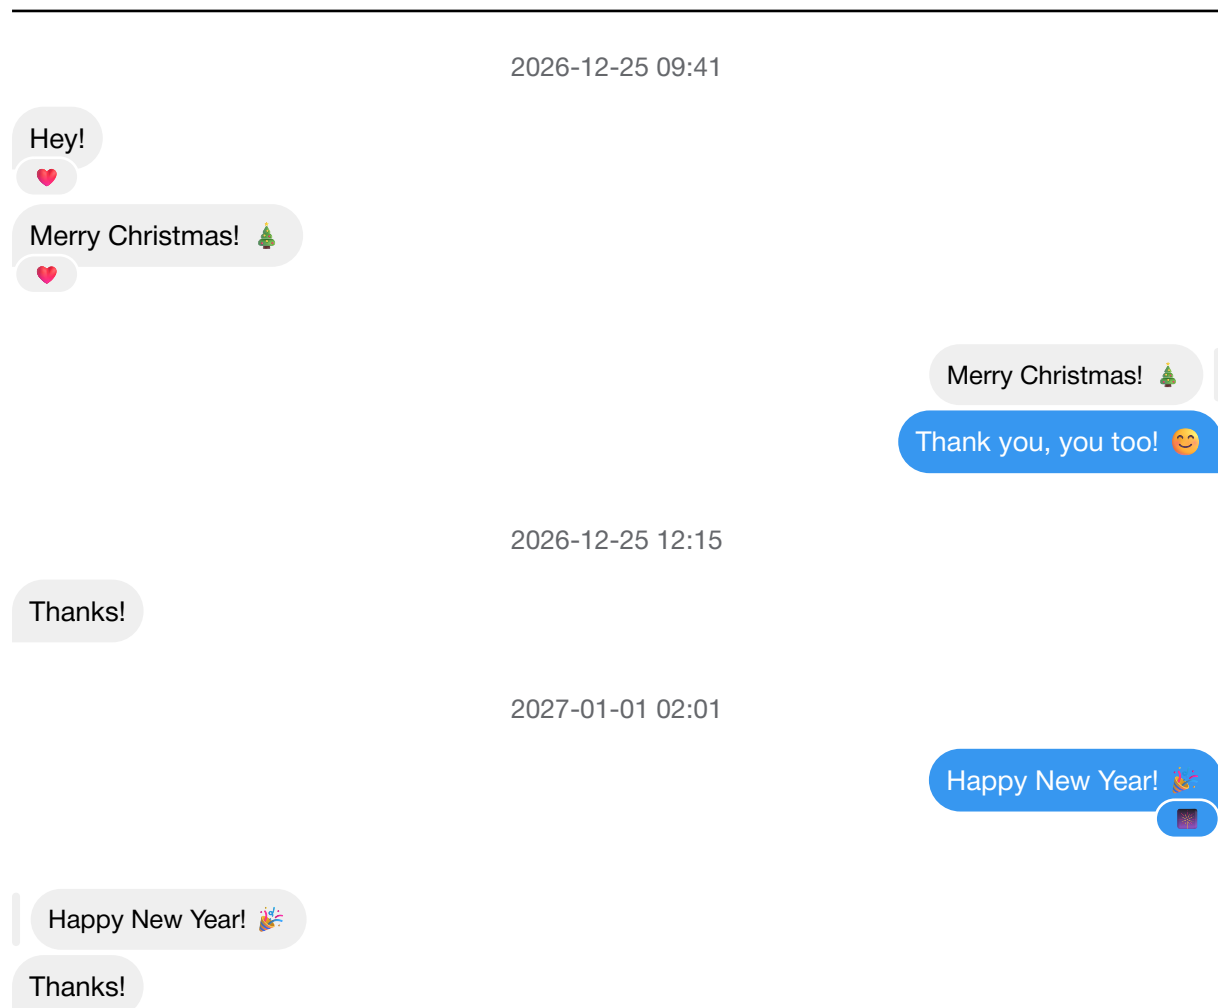 2026-12-25 09:41
Hey!
❤️
Merry Christmas! 🎄
❤️
Merry Christmas! 🎄
Thank you, you too! 😊
2026-12-25 12:15
Thanks!
2027-01-01 02:01
Happy New Year! 🎉
🎆
Happy New Year! 🎉
Thanks!